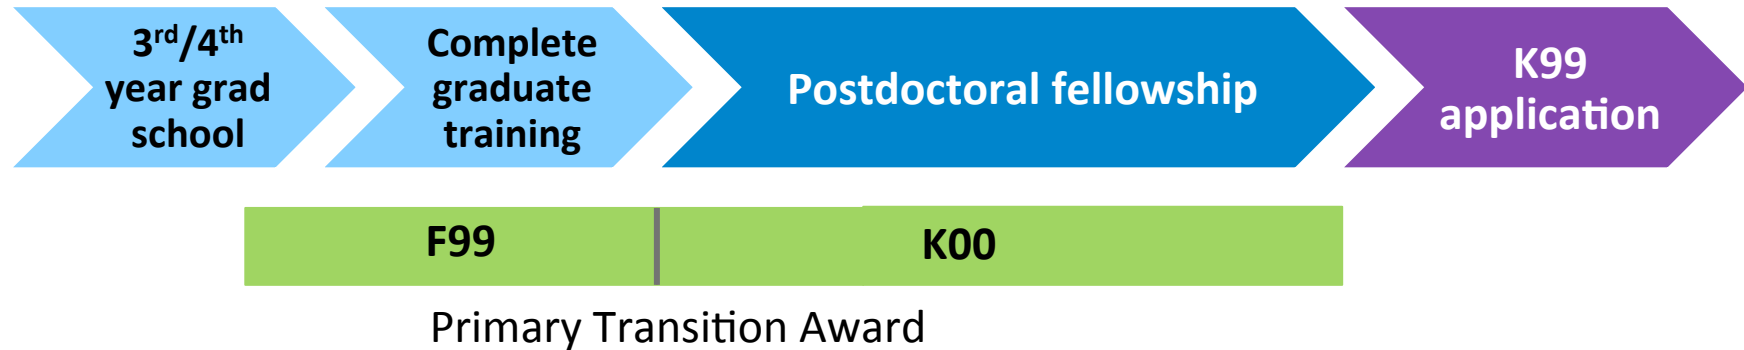 3rd/4th
year grad
school
Complete
graduate
training
Postdoctoral fellowship
K99
application
F99
K00
Primary Transition Award